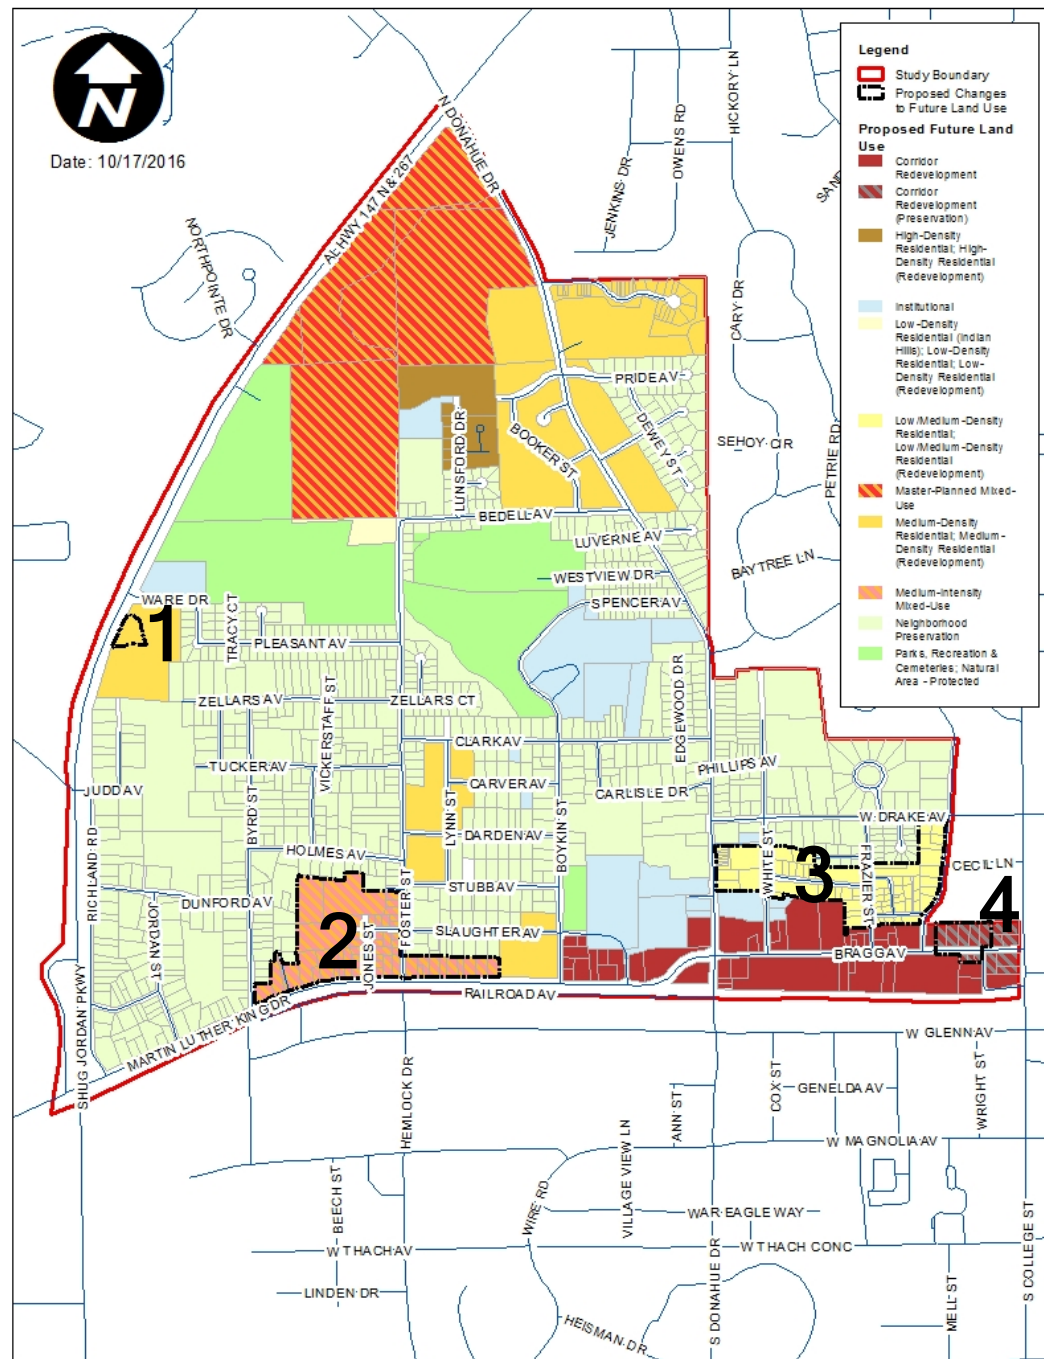 N
Date: 10/17/2016
Legend
Study Boundary
Proposed Changes
to Future Land Use
Proposed Future Land
Use
Corridor
Redevelopment
Corridor
Redevelopment
(Preservation)
High-Density
Residential; High-
Density Residential
(Redevelopment)
Institutional
Low-Density
Residential (Indian
Hills); Low-Density
Residential; Low-
Density Residential
(Redevelopment)
Low/Medium-Density
Residential;
Low/Medium-Density
Residential
(Redevelopment)
Master-Planned Mixed-
Use
Medium-Density
Residential; Medium-
Density Residential
(Redevelopment)
Medium-Intensity
Mixed-Use
Neighborhood
Preservation
Parks, Recreation &
Cemeteries; Natural
Area - Protected
N DONAHUE DR
AL HWY 147 N & 267
NORTHPOINTE DR
JENKINS DR
OWENS RD
HICKORY LN
CARY DR
SEHOY CIR
PETRIE RD
BAYTREE LN
PRIDE AV
DEWEY ST
BOOKER ST
LUNSFORD DR
BEDELL AV
LUVERNE AV
WESTVIEW DR
SPENCER AV
WARE DR
1
TRACY CT
PLEASANT AV
ZELLARS AV
VICKERSTAFF ST
ZELLARS CT
EDGEWOOD DR
CLARK AV
PHILLIPS AV
TUCKER AV
CARVER AV
CARLISLE DR
JUDD AV
BYRD ST
LYNN ST
DARDEN AV
BOYKIN ST
W DRAKE AV
HOLMES AV
WHITE ST
3
FRAZIER ST
CECIL LN
RICHLAND RD
DUNFORD AV
FOSTER ST
STUBB AV
4
JORDAN ST
2
JONES ST
SLAUGHTER AV
BRAGG AV
SHUG JORDAN PKWY
MARTIN LUTHER KING DR
RAILROAD AV
W GLENN AV
HEMLOCK DR
COX ST
GENELDA AV
WRIGHT ST
ANN ST
W MAGNOLIA AV
VILLAGE VIEW LN
BEECH ST
WIRE RD
WAR EAGLE WAY
W THACH AV
W THACH CONC
S DONAHUE DR
S COLLEGE ST
LINDEN DR
MELL ST
HEISMAN DR